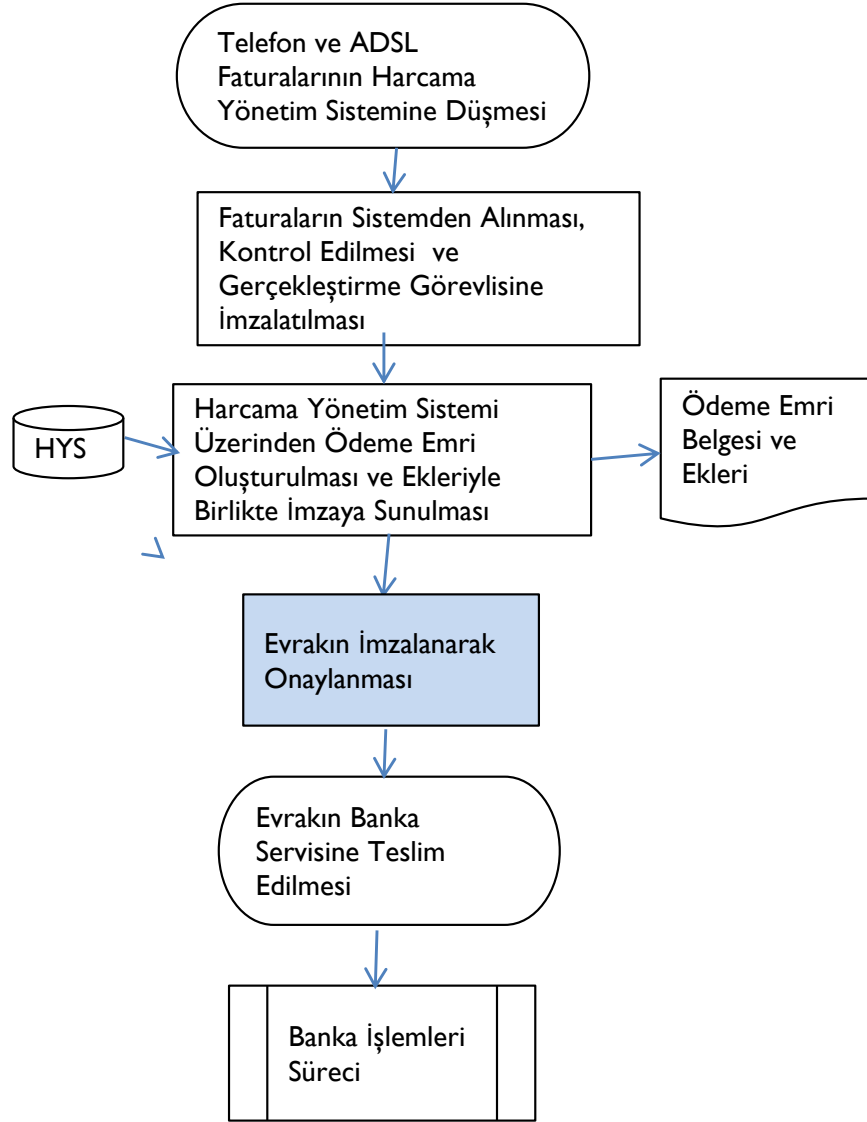 Telefon ve ADSL
Faturalarının Harcama
Yönetim Sistemine Düşmesi
Faturaların Sistemden Alınması,
Kontrol Edilmesi ve
Gerçekleştirme Görevlisine
İmzalatılması
HYS
Harcama Yönetim Sistemi
Üzerinden Ödeme Emri
Oluşturulması ve Ekleriyle
Birlikte İmzaya Sunulması
Ödeme Emri
Belgesi ve
Ekleri
Evrakın İmzalanarak
Onaylanması
Evrakın Banka
Servisine Teslim
Edilmesi
Banka İşlemleri
Süreci